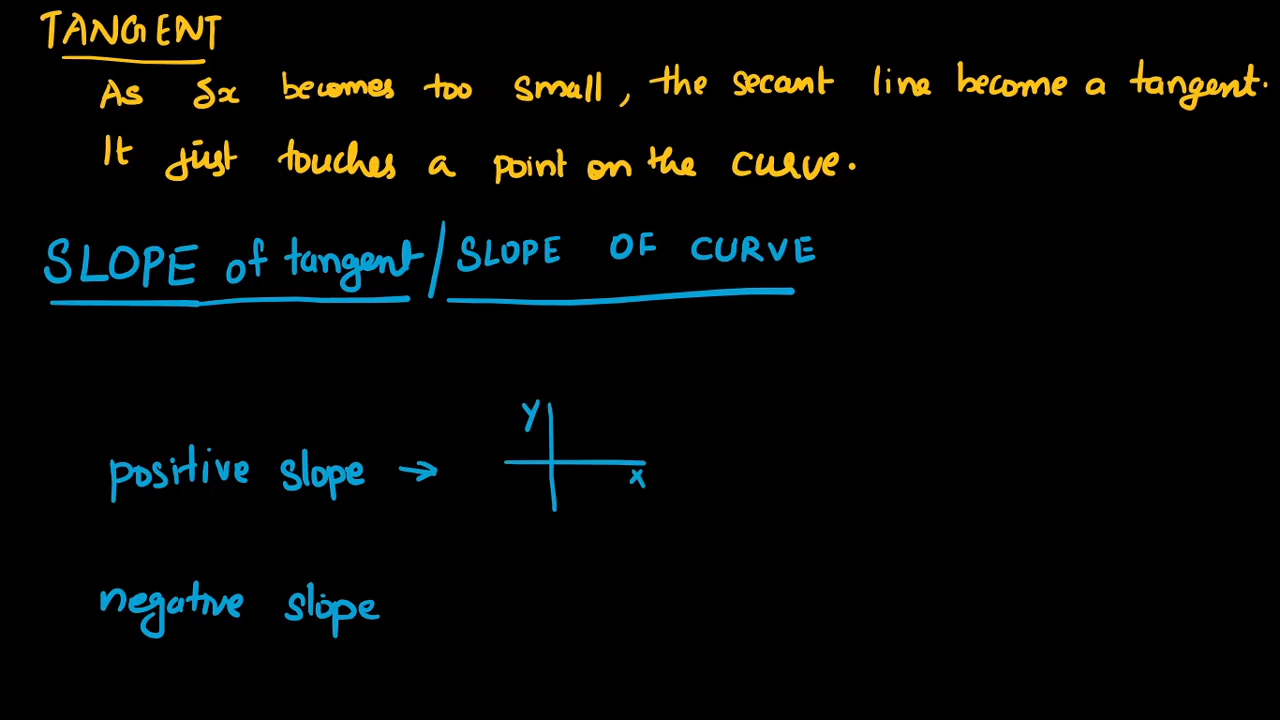 TANGENT
As δx becomes too small, the secant line become a tangent.
It just touches a point on the curve.
SLOPE of tangent / SLOPE OF CURVE
y
positive slope →
x
negative slope